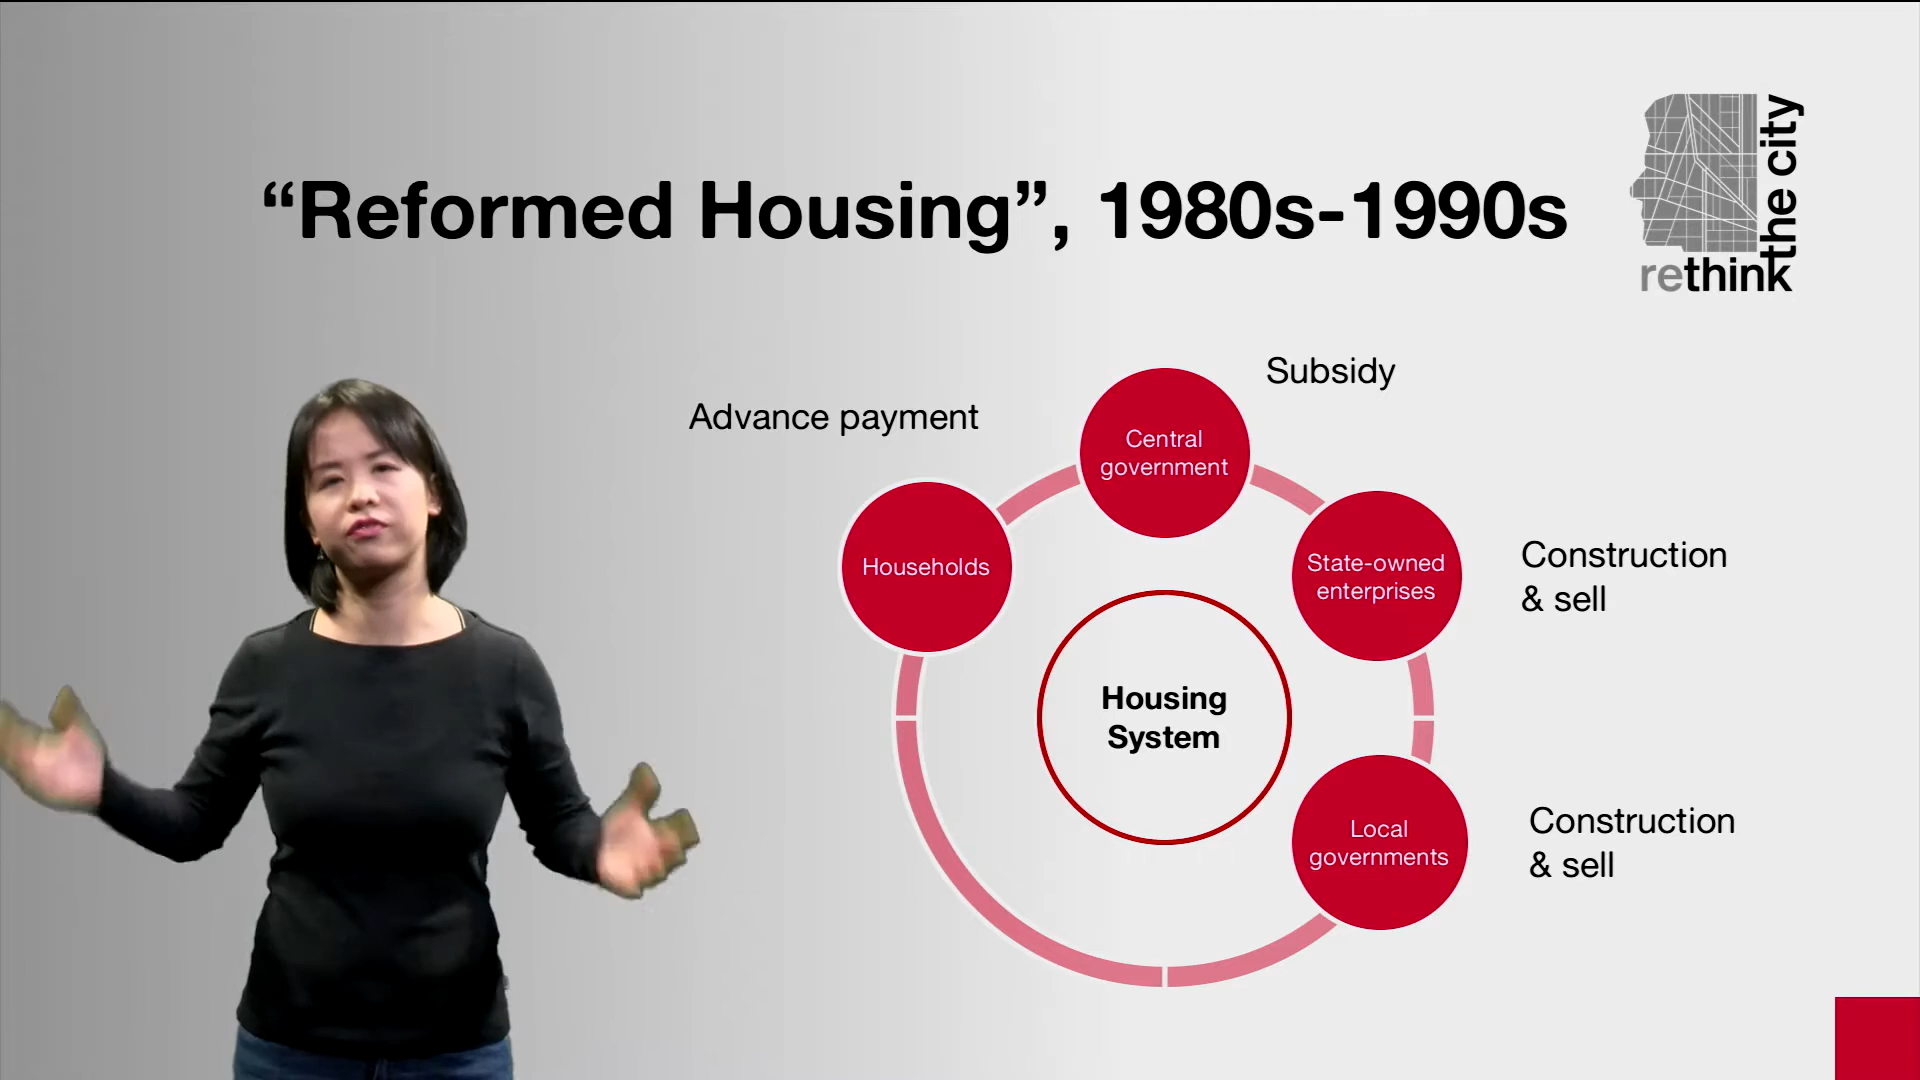 “Reformed Housing”, 1980s-1990s
rethink
the city
Subsidy
Advance payment
Central
government
Households
State-owned
enterprises
Construction
& sell
Housing
System
Local
governments
Construction
& sell